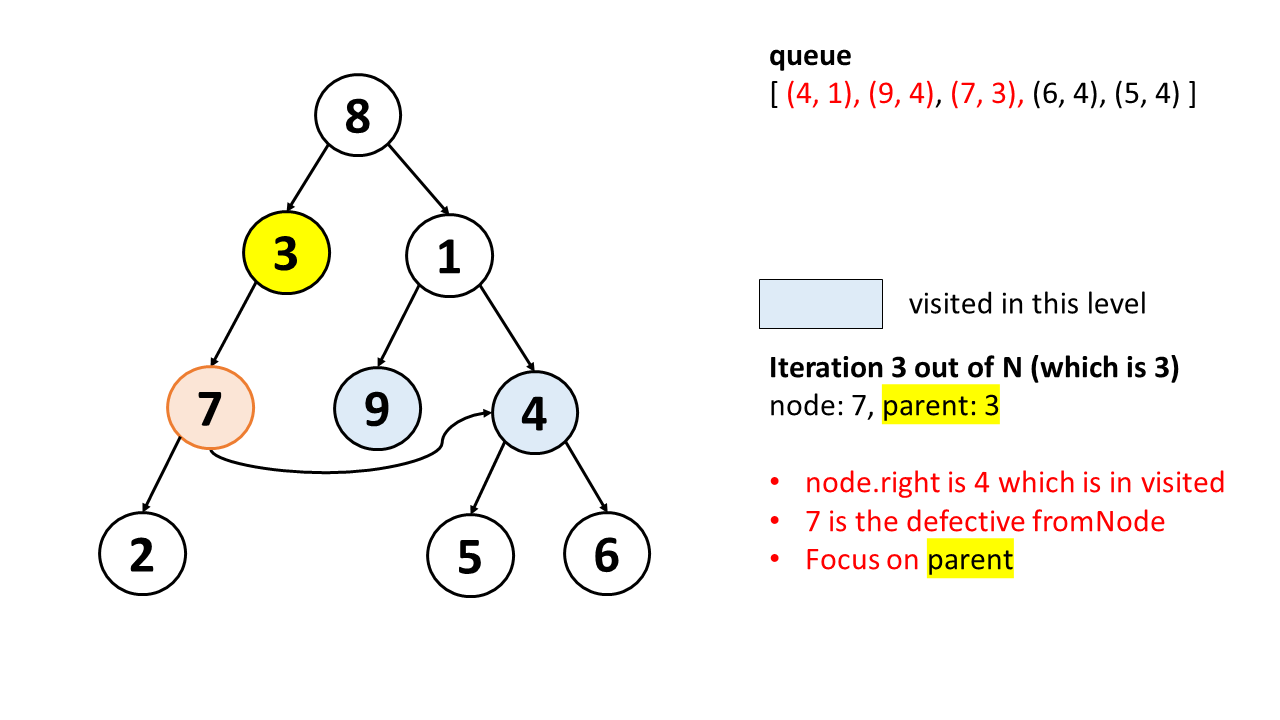 queue
[ (4, 1), (9, 4), (7, 3), (6, 4), (5, 4) ]
8
3
1
visited in this level
Iteration 3 out of N (which is 3)
node: 7, parent: 3
7
9
4
• node.right is 4 which is in visited
• 7 is the defective fromNode
• Focus on parent
2
5
6